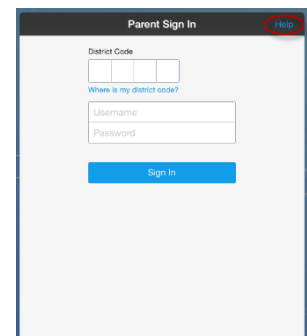 Parent Sign In
Help
District Code
Where is my district code?
Username
Password
Sign In